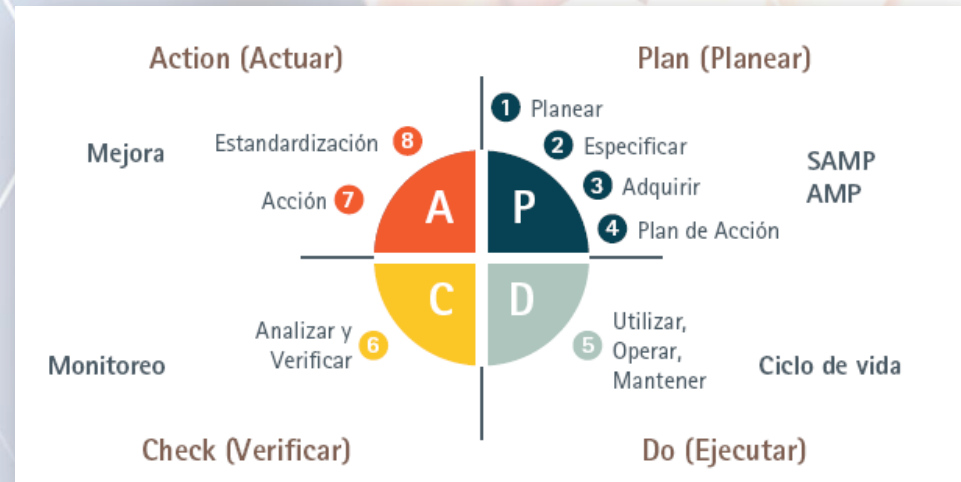 Action (Actuar)
Plan (Planear)
Mejora
Estandardización 8
Acción 7
1 Planear
2 Especificar
3 Adquirir
4 Plan de Acción
SAMP
AMP
A
P
C
D
Analizar y
Verificar 6
Monitoreo
5 Utilizar,
Operar,
Mantener
Ciclo de vida
Check (Verificar)
Do (Ejecutar)